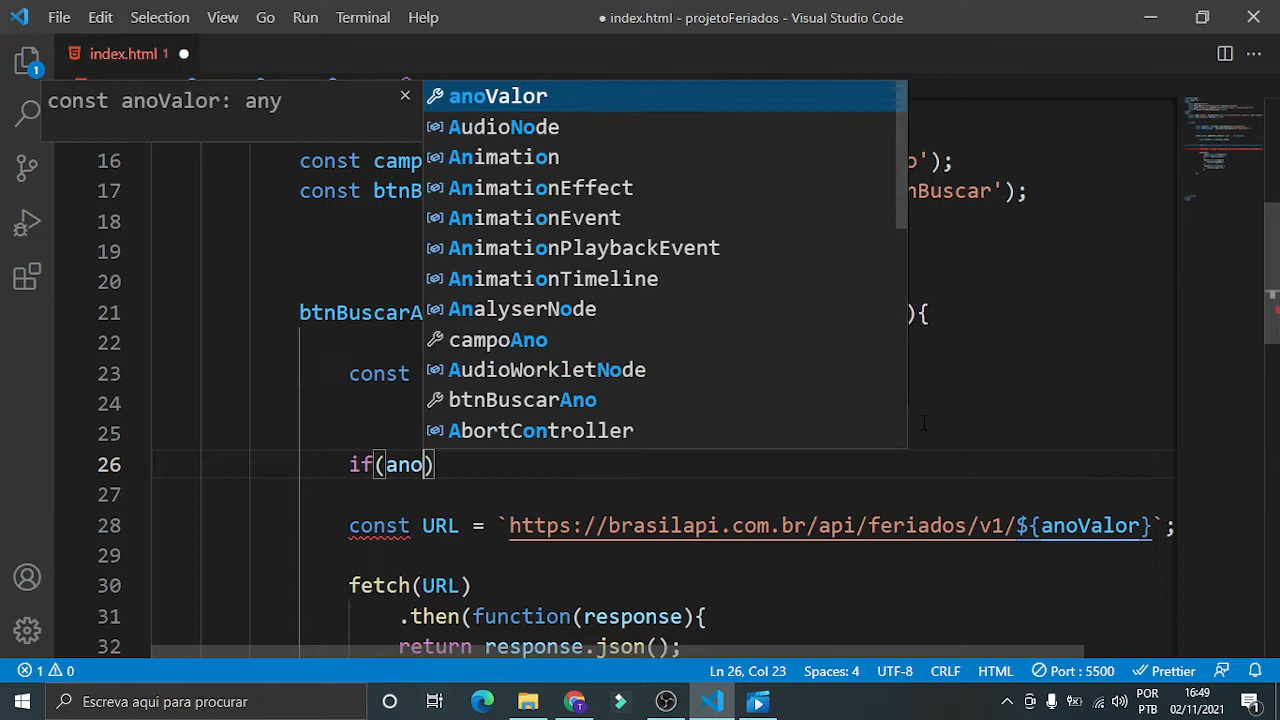 File Edit Selection View Go Run Terminal Help
● index.html - projetoFeriados - Visual Studio Code
index.html 1 ●
1
const anoValor: any
anoValor
AudioNode
Animation
AnimationEffect
AnimationEvent
AnimationPlaybackEvent
AnimationTimeline
AnalyserNode
campoAno
AudioWorkletNode
btnBuscarAno
AbortController
16 const camp o');
17 const btnB nBuscar');
18
19
20
21 btnBuscarA ){
22
23 const
24
25
26 if(ano)
27
28 const URL = `https://brasilapi.com.br/api/feriados/v1/${anoValor}`;
29
30 fetch(URL)
31 .then(function(response){
32 return response.json();
1 0 Ln 26, Col 23 Spaces: 4 UTF-8 CRLF HTML Port : 5500 Prettier
Escreva aqui para procurar
POR
16:49
02/11/2021
1